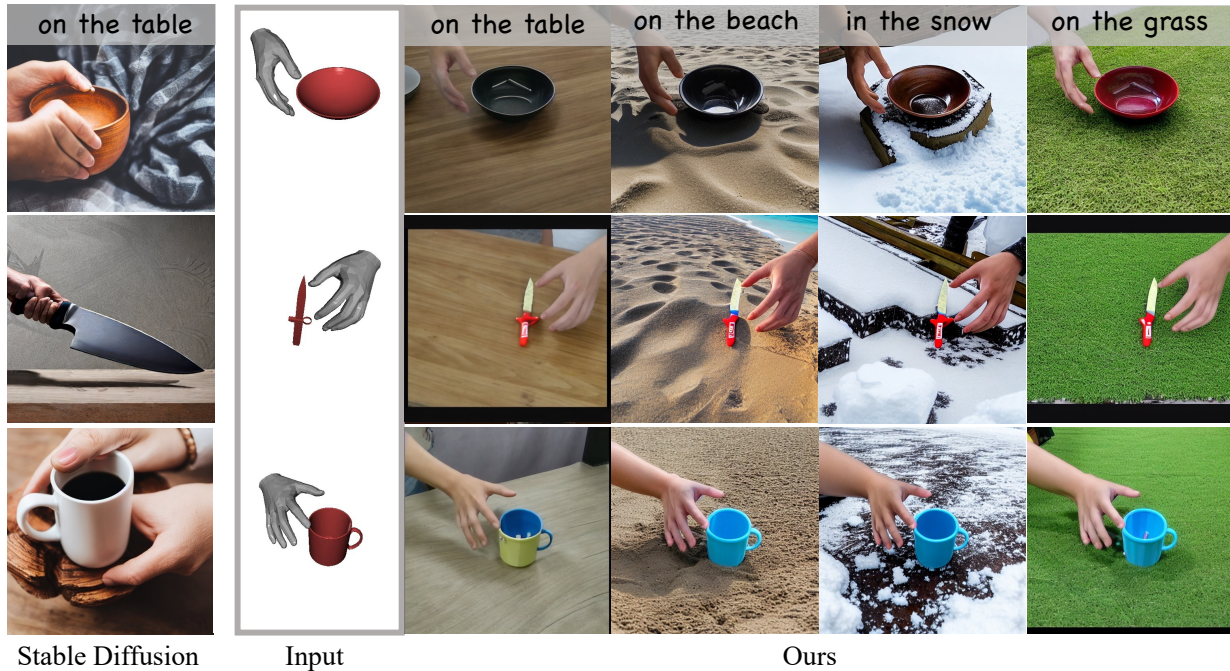 on the table
on the table
on the beach
in the snow
on the grass
Stable Diffusion
Input
Ours